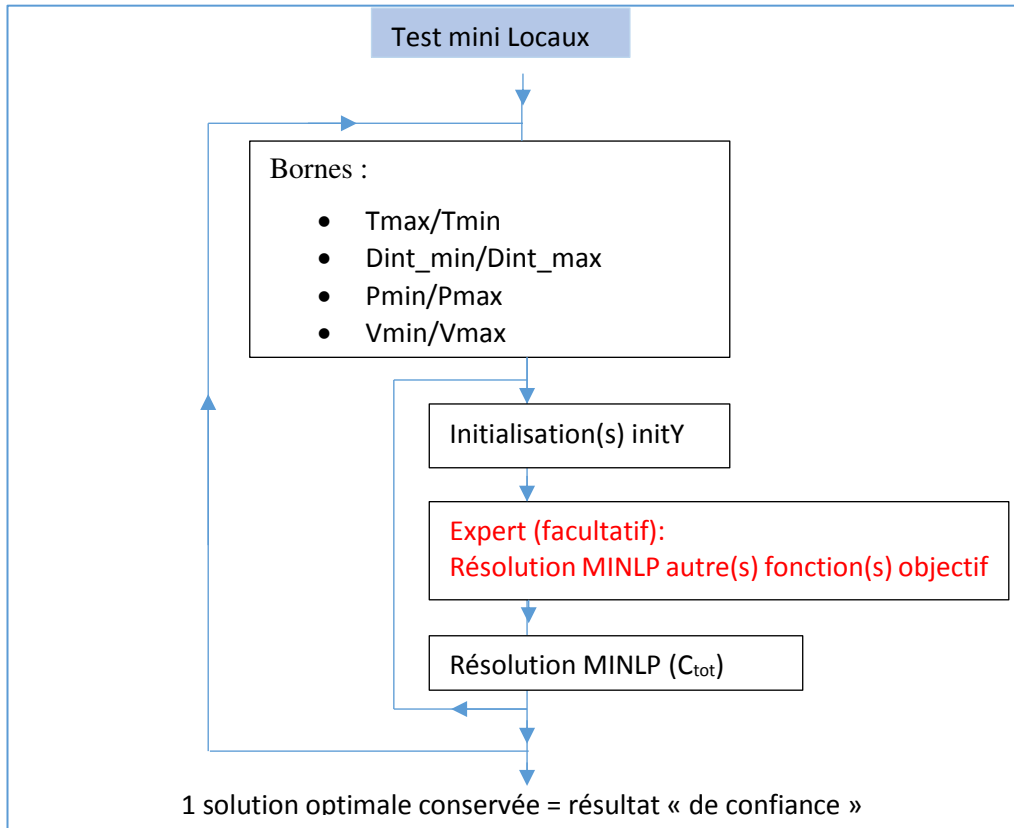 Test mini Locaux
Bornes :
• Tmax/Tmin
• Dint_min/Dint_max
• Pmin/Pmax
• Vmin/Vmax
Initialisation(s) initY
Expert (facultatif):
Résolution MINLP autre(s) fonction(s) objectif
Résolution MINLP (Ctot)
1 solution optimale conservée = résultat « de confiance »